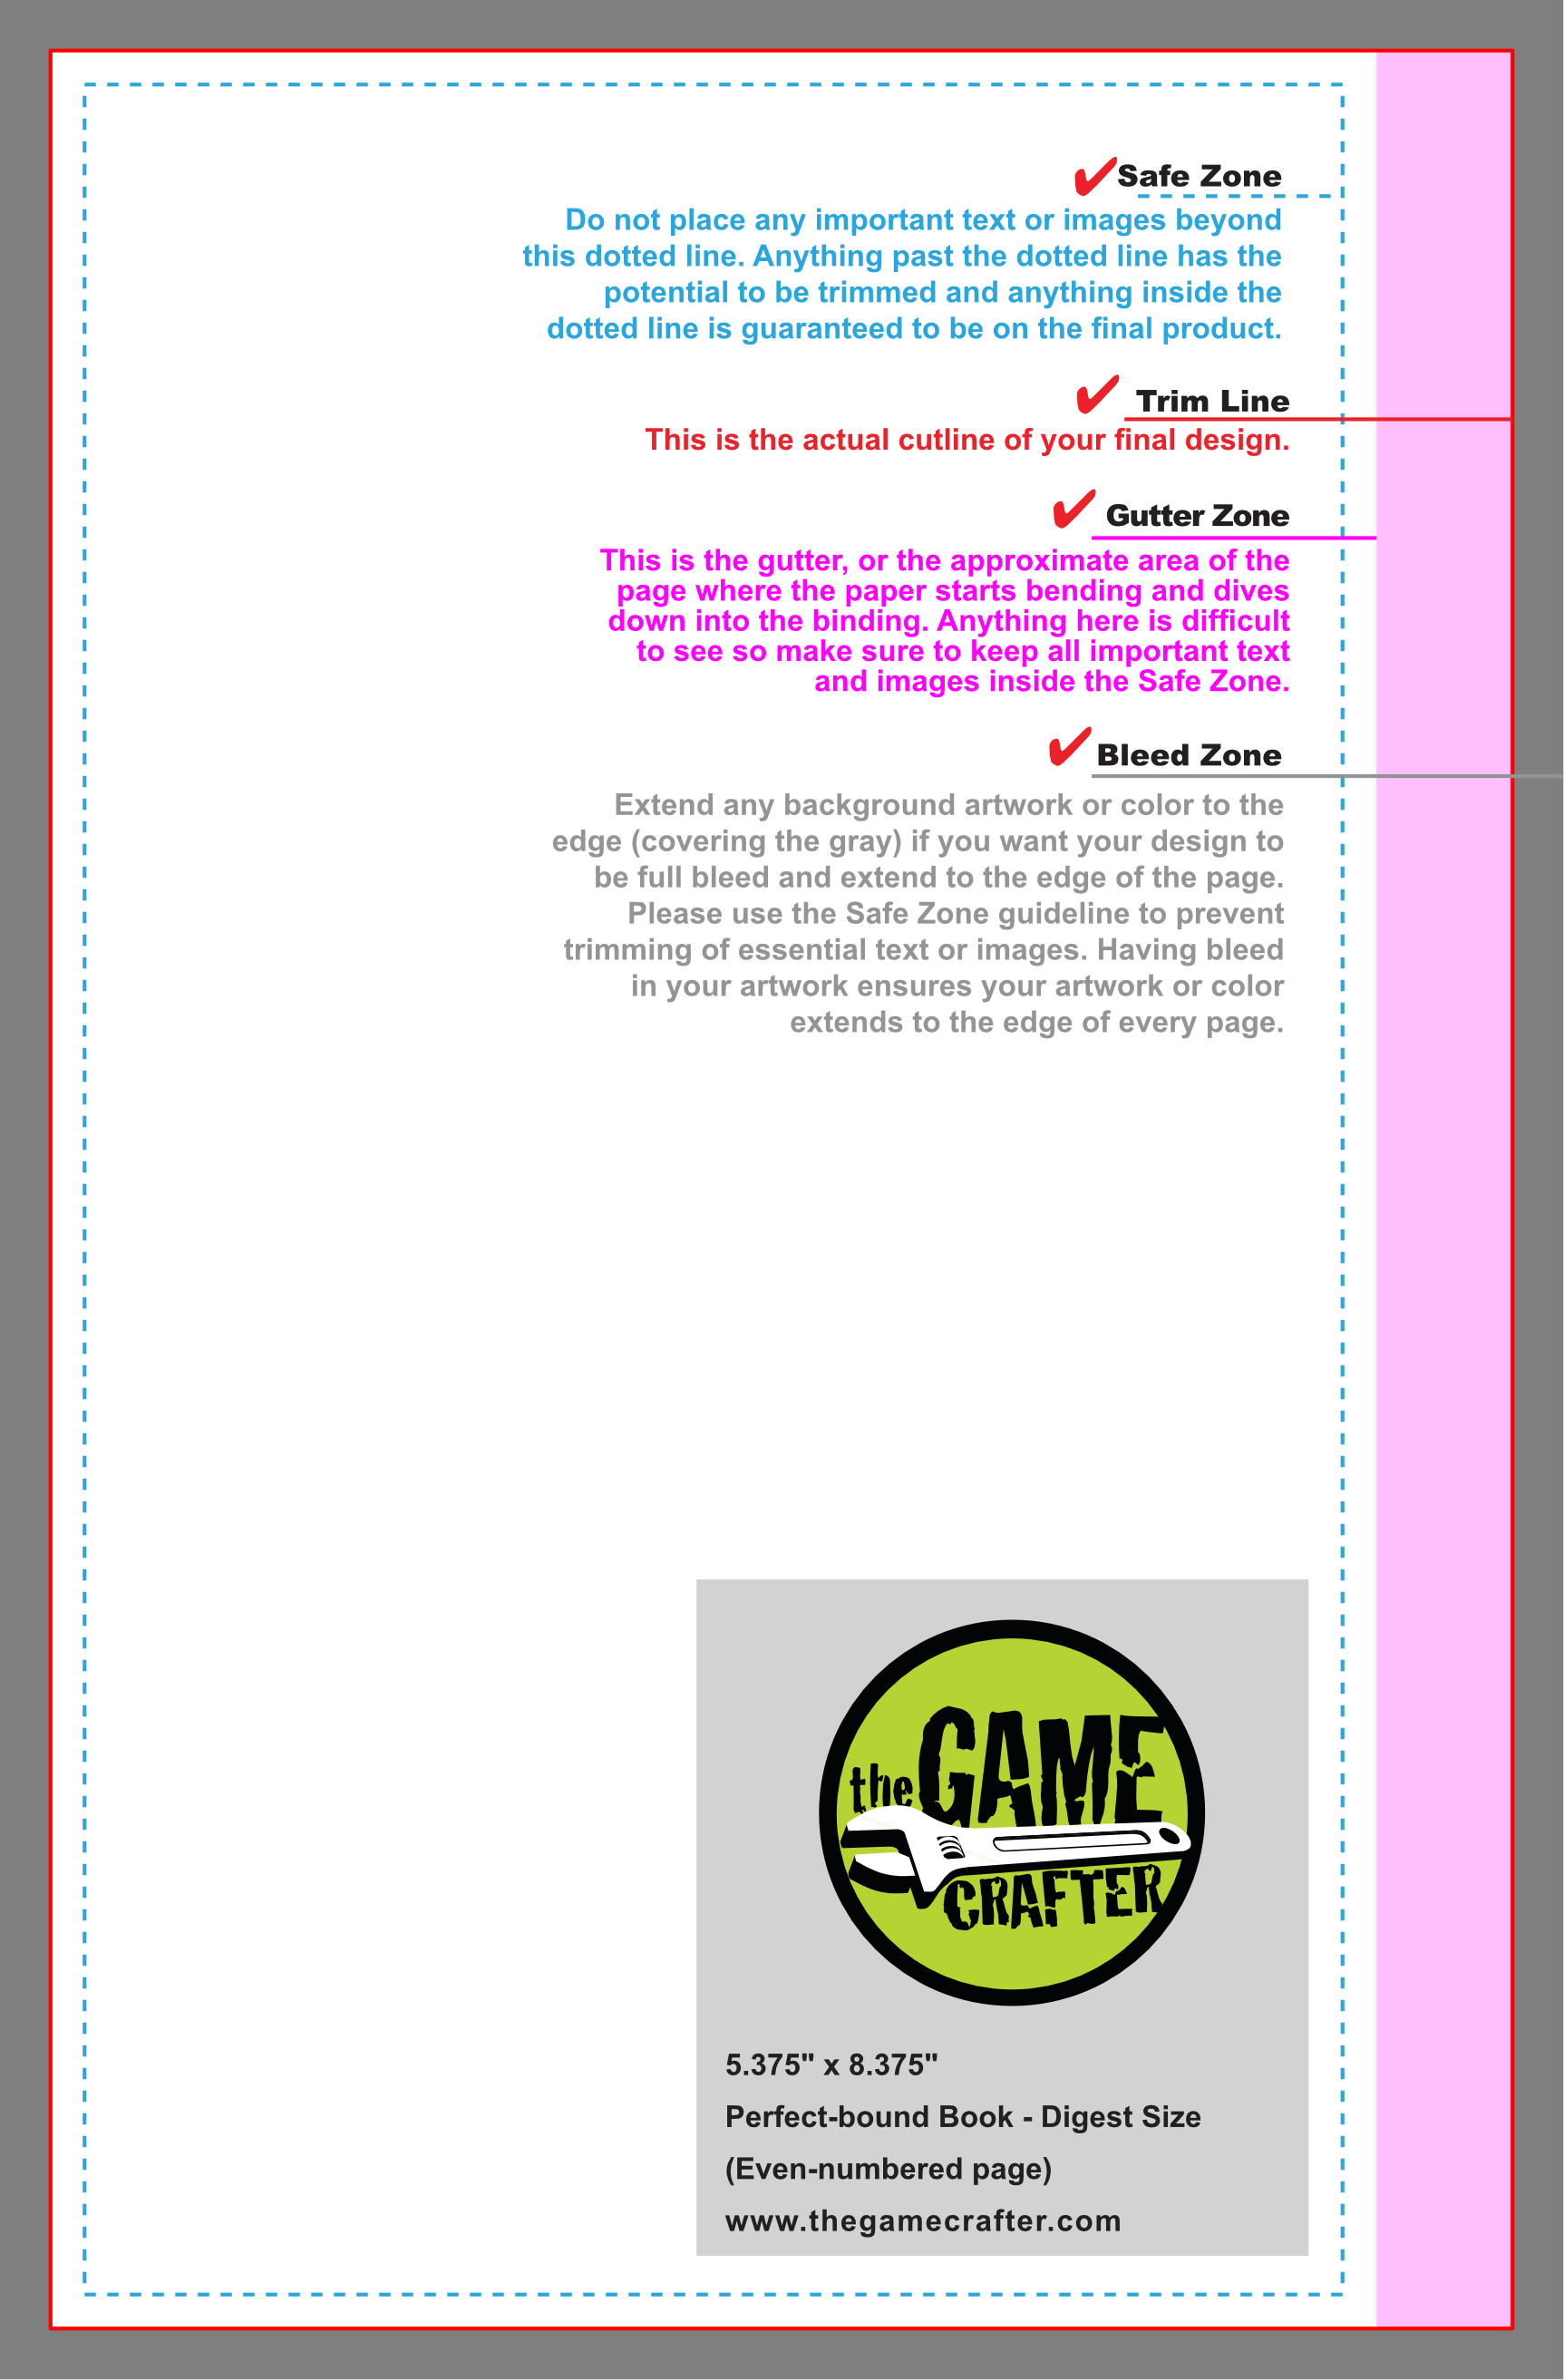 Safe Zone
Do not place any important text or images beyond
this dotted line. Anything past the dotted line has the
potential to be trimmed and anything inside the
dotted line is guaranteed to be on the final product.
Trim Line
This is the actual cutline of your final design.
Gutter Zone
This is the gutter, or the approximate area of the
page where the paper starts bending and dives
down into the binding. Anything here is difficult
to see so make sure to keep all important text
and images inside the Safe Zone.
Bleed Zone
Extend any background artwork or color to the
edge (covering the gray) if you want your design to
be full bleed and extend to the edge of the page.
Please use the Safe Zone guideline to prevent
trimming of essential text or images. Having bleed
in your artwork ensures your artwork or color
extends to the edge of every page.
the GAME
CRAFTER
5.375" x 8.375"
Perfect-bound Book - Digest Size
(Even-numbered page)
www.thegamecrafter.com